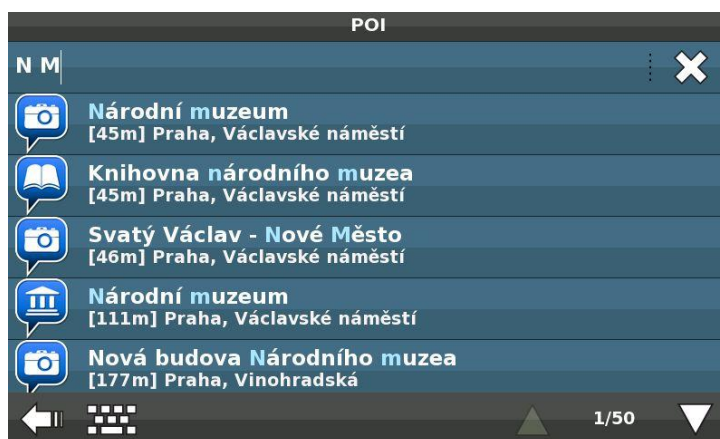 POI
N M
Národní muzeum
[45m] Praha, Václavské náměstí
Knihovna národního muzea
[45m] Praha, Václavské náměstí
Svatý Václav - Nové Město
[46m] Praha, Václavské náměstí
Národní muzeum
[111m] Praha, Václavské náměstí
Nová budova Národního muzea
[177m] Praha, Vinohradská
1/50